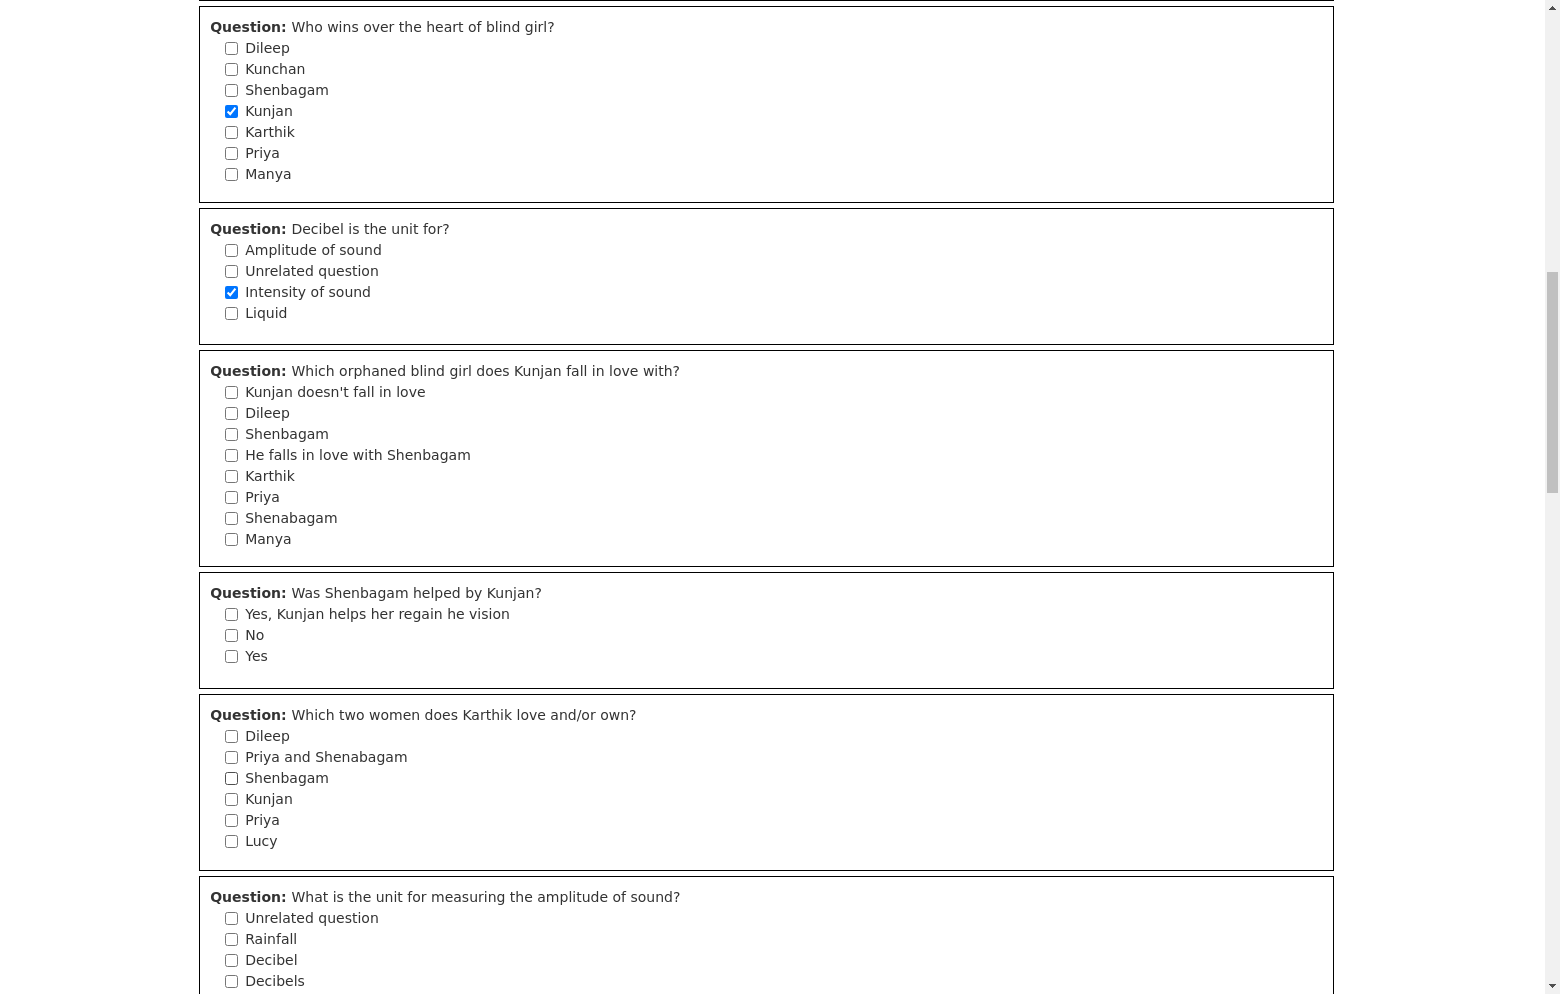 Question: Who wins over the heart of blind girl?
Dileep
Kunchan
Shenbagam
Kunjan
Karthik
Priya
Manya
Question: Decibel is the unit for?
Amplitude of sound
Unrelated question
Intensity of sound
Liquid
Question: Which orphaned blind girl does Kunjan fall in love with?
Kunjan doesn't fall in love
Dileep
Shenbagam
He falls in love with Shenbagam
Karthik
Priya
Shenabagam
Manya
Question: Was Shenbagam helped by Kunjan?
Yes, Kunjan helps her regain he vision
No
Yes
Question: Which two women does Karthik love and/or own?
Dileep
Priya and Shenabagam
Shenbagam
Kunjan
Priya
Lucy
Question: What is the unit for measuring the amplitude of sound?
Unrelated question
Rainfall
Decibel
Decibels